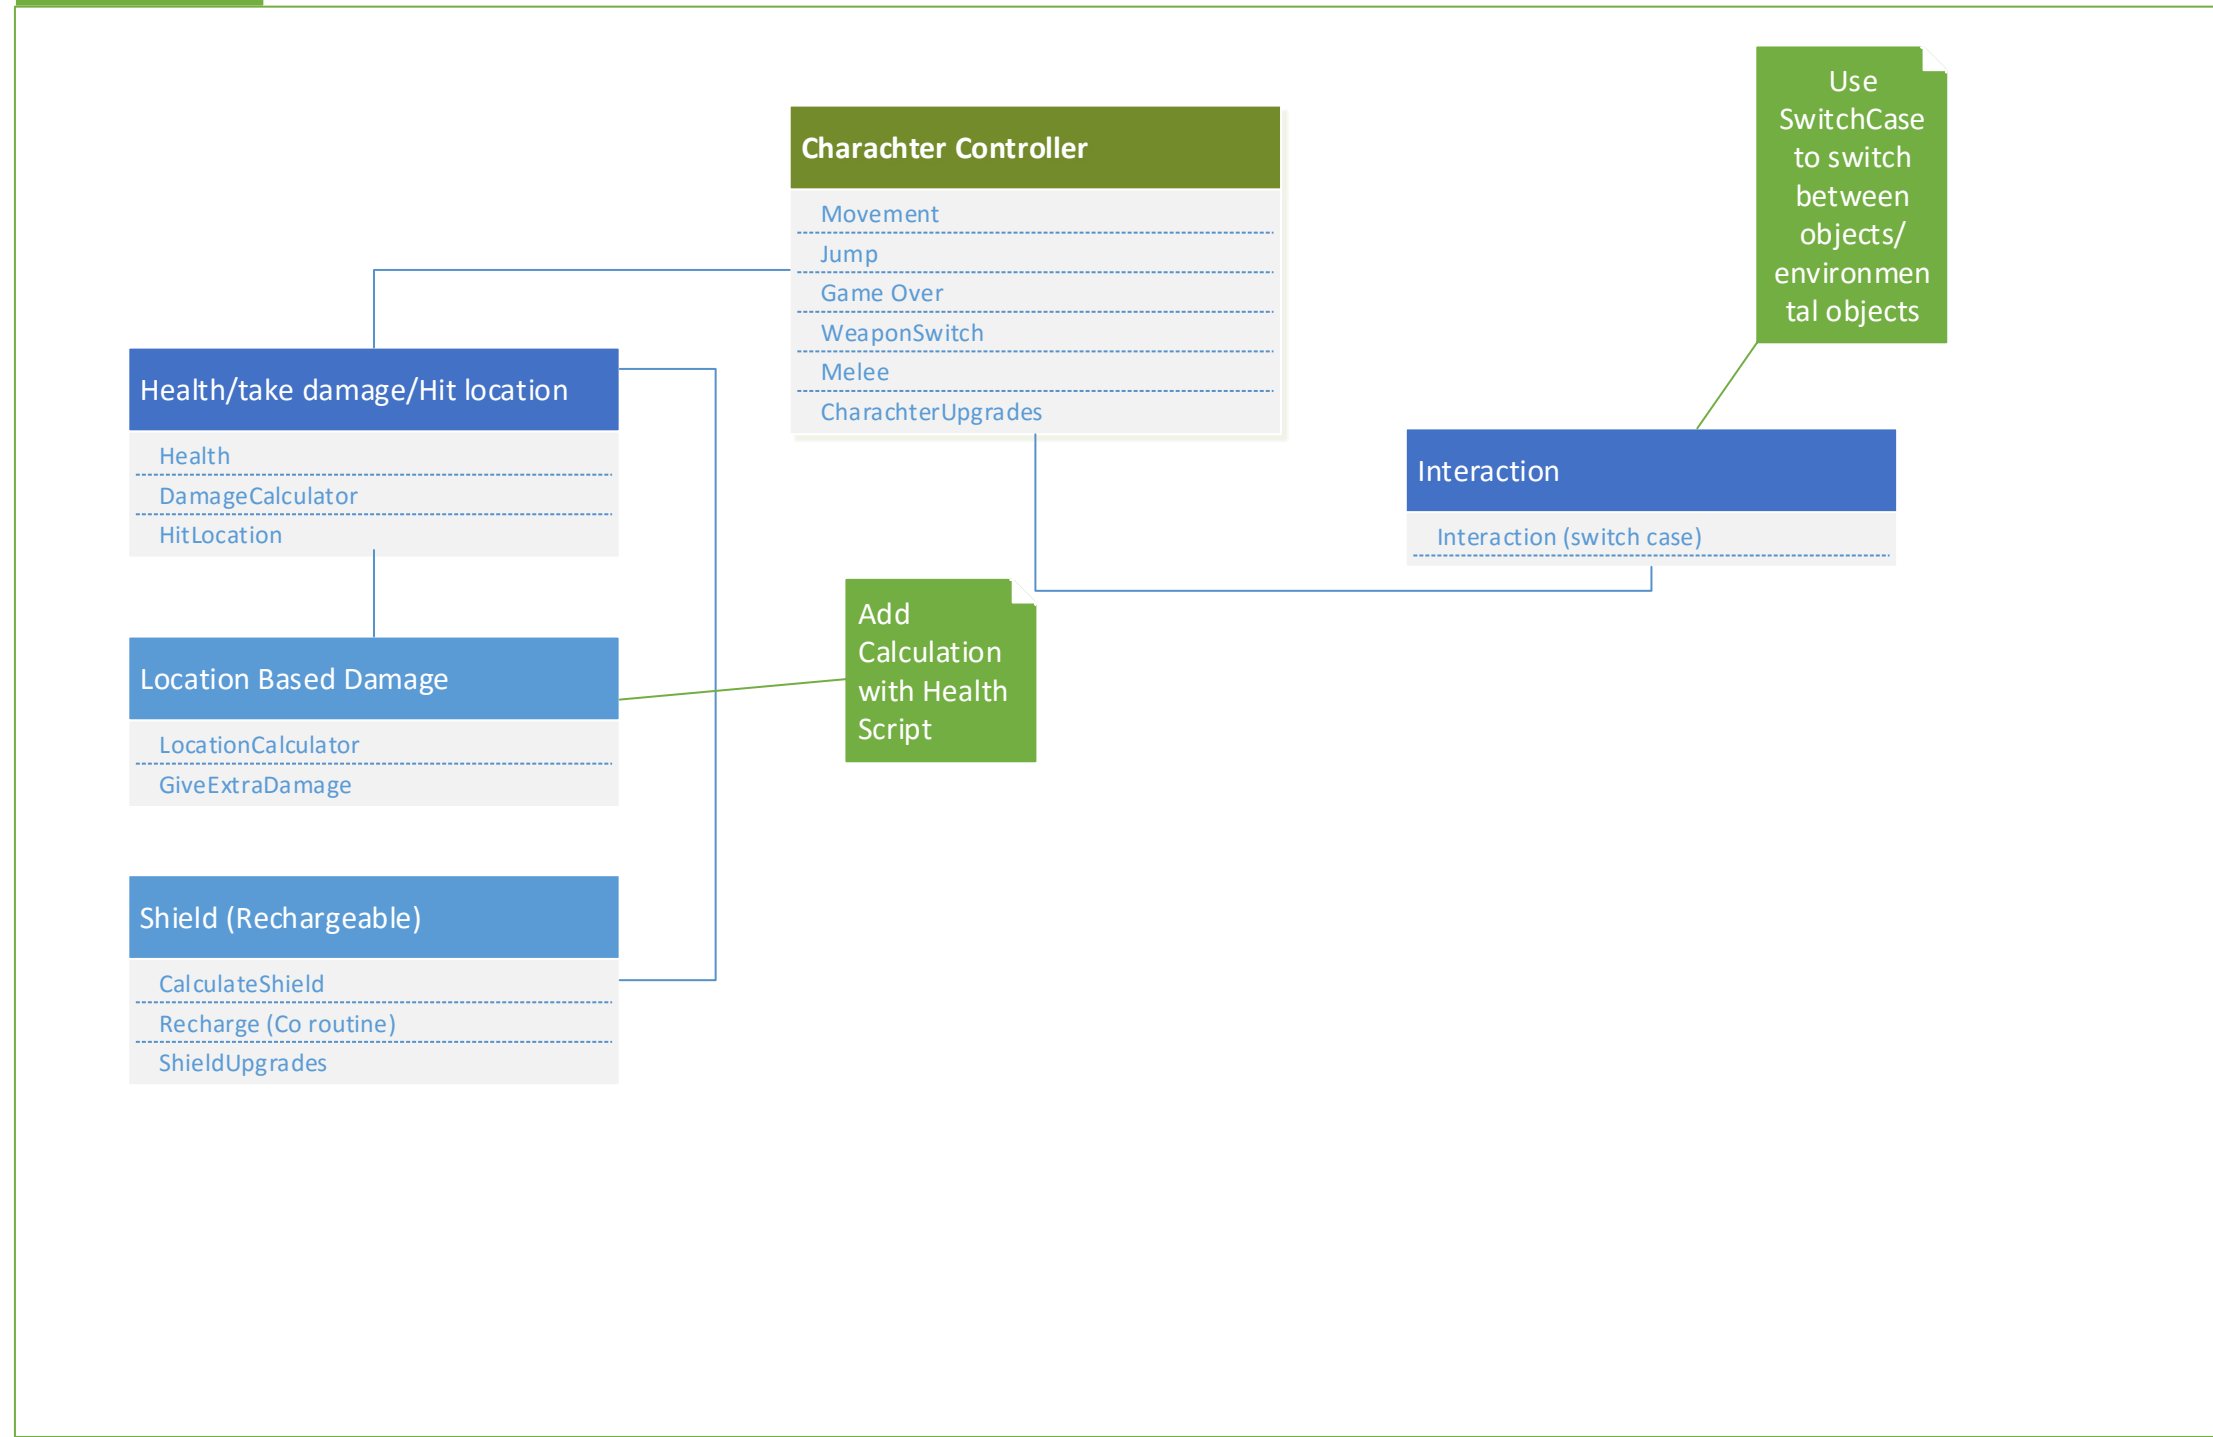 Charachter Controller
Movement
Jump
Game Over
WeaponSwitch
Melee
CharachterUpgrades
Use
SwitchCase
to switch
between
objects/
environmen
tal objects
Health/take damage/Hit location
Health
DamageCalculator
HitLocation
Interaction
Interaction (switch case)
Location Based Damage
LocationCalculator
GiveExtraDamage
Add
Calculation
with Health
Script
Shield (Rechargeable)
CalculateShield
Recharge (Co routine)
ShieldUpgrades